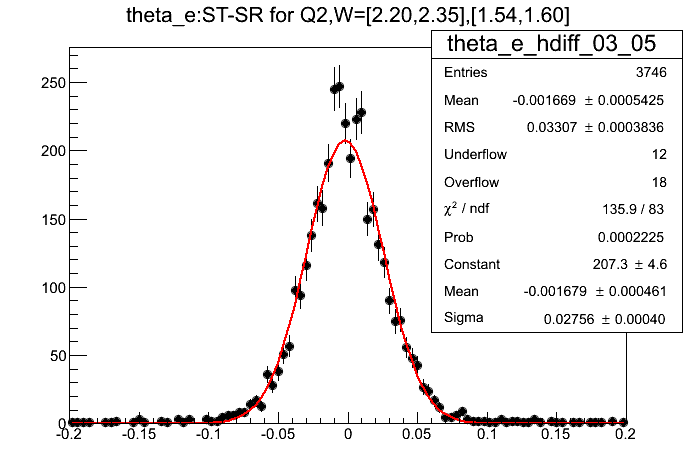 theta_e:ST-SR for Q2,W=[2.20,2.35],[1.54,1.60]
theta_e_hdiff_03_05
Entries 3746
Mean -0.001669 ± 0.0005425
RMS 0.03307 ± 0.0003836
Underflow 12
Overflow 18
χ² / ndf 135.9 / 83
Prob 0.0002225
Constant 207.3 ± 4.6
Mean -0.001679 ± 0.000461
Sigma 0.02756 ± 0.00040
250
200
150
100
50
0
-0.2 -0.15 -0.1 -0.05 0 0.05 0.1 0.15 0.2